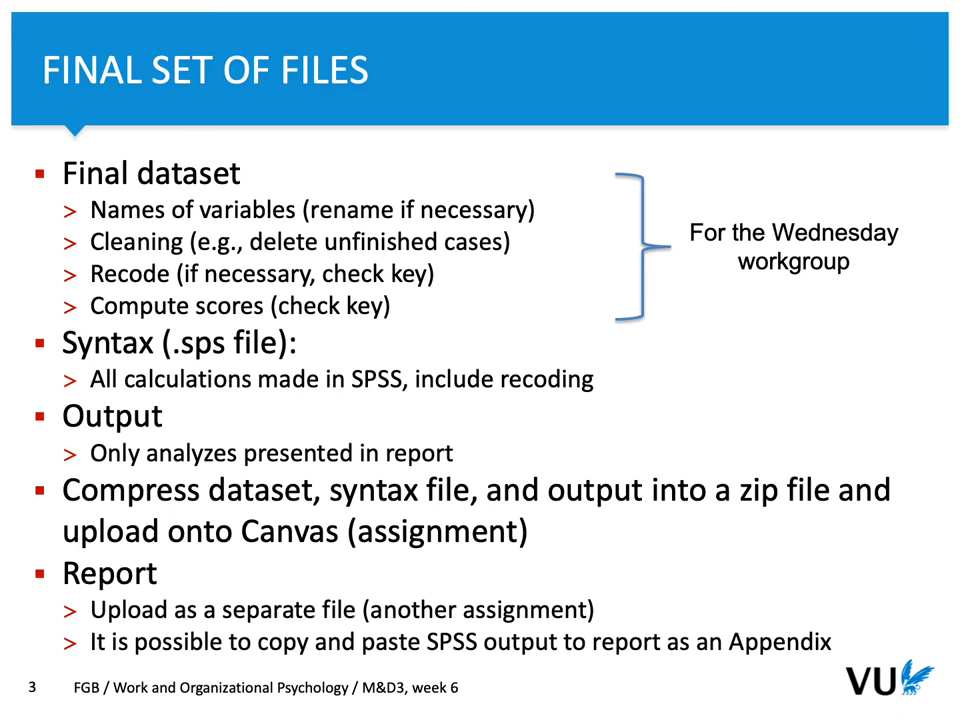 FINAL SET OF FILES
▪ Final dataset
> Names of variables (rename if necessary)
> Cleaning (e.g., delete unfinished cases)
> Recode (if necessary, check key)
> Compute scores (check key)
For the Wednesday
workgroup
▪ Syntax (.sps file):
> All calculations made in SPSS, include recoding
▪ Output
> Only analyzes presented in report
▪ Compress dataset, syntax file, and output into a zip file and
upload onto Canvas (assignment)
▪ Report
> Upload as a separate file (another assignment)
> It is possible to copy and paste SPSS output to report as an Appendix
3 FGB / Work and Organizational Psychology / M&D3, week 6
VU